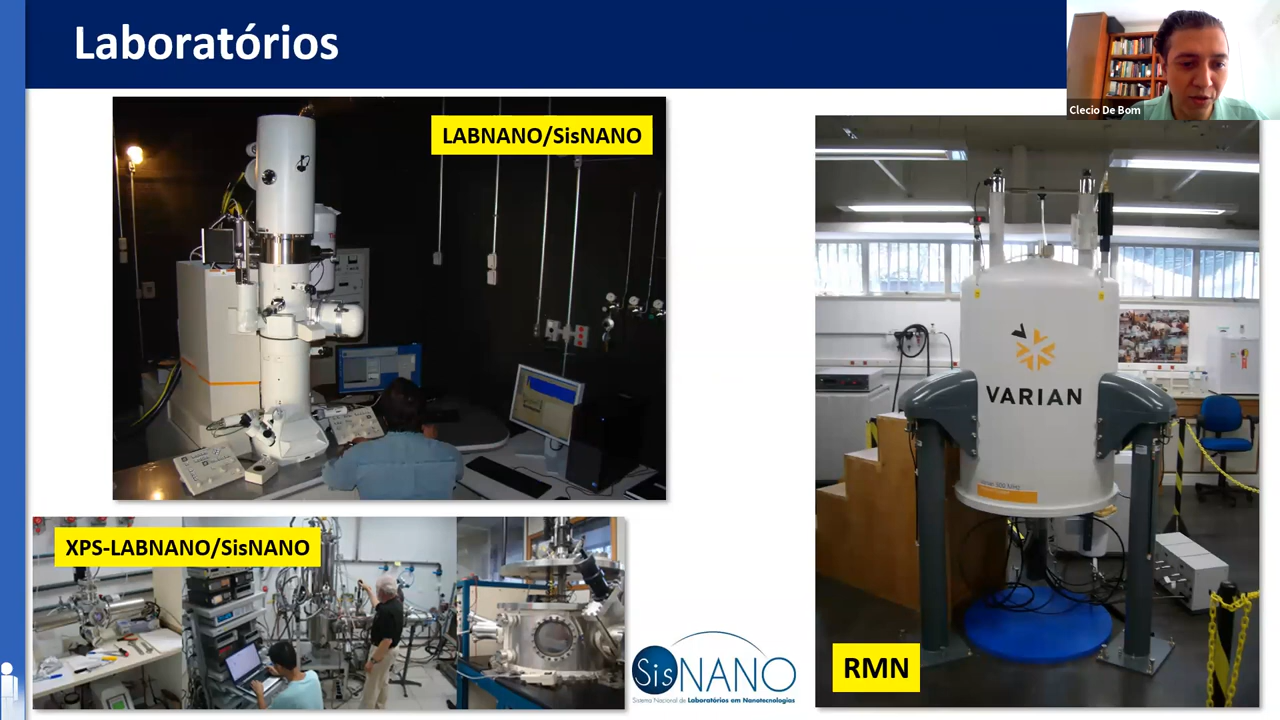 Laboratórios
Clecio De Bom
LABNANO/SisNANO
VARIAN
XPS-LABNANO/SisNANO
RMN
SisNANO
Sistema Nacional de Laboratórios em Nanotecnologias